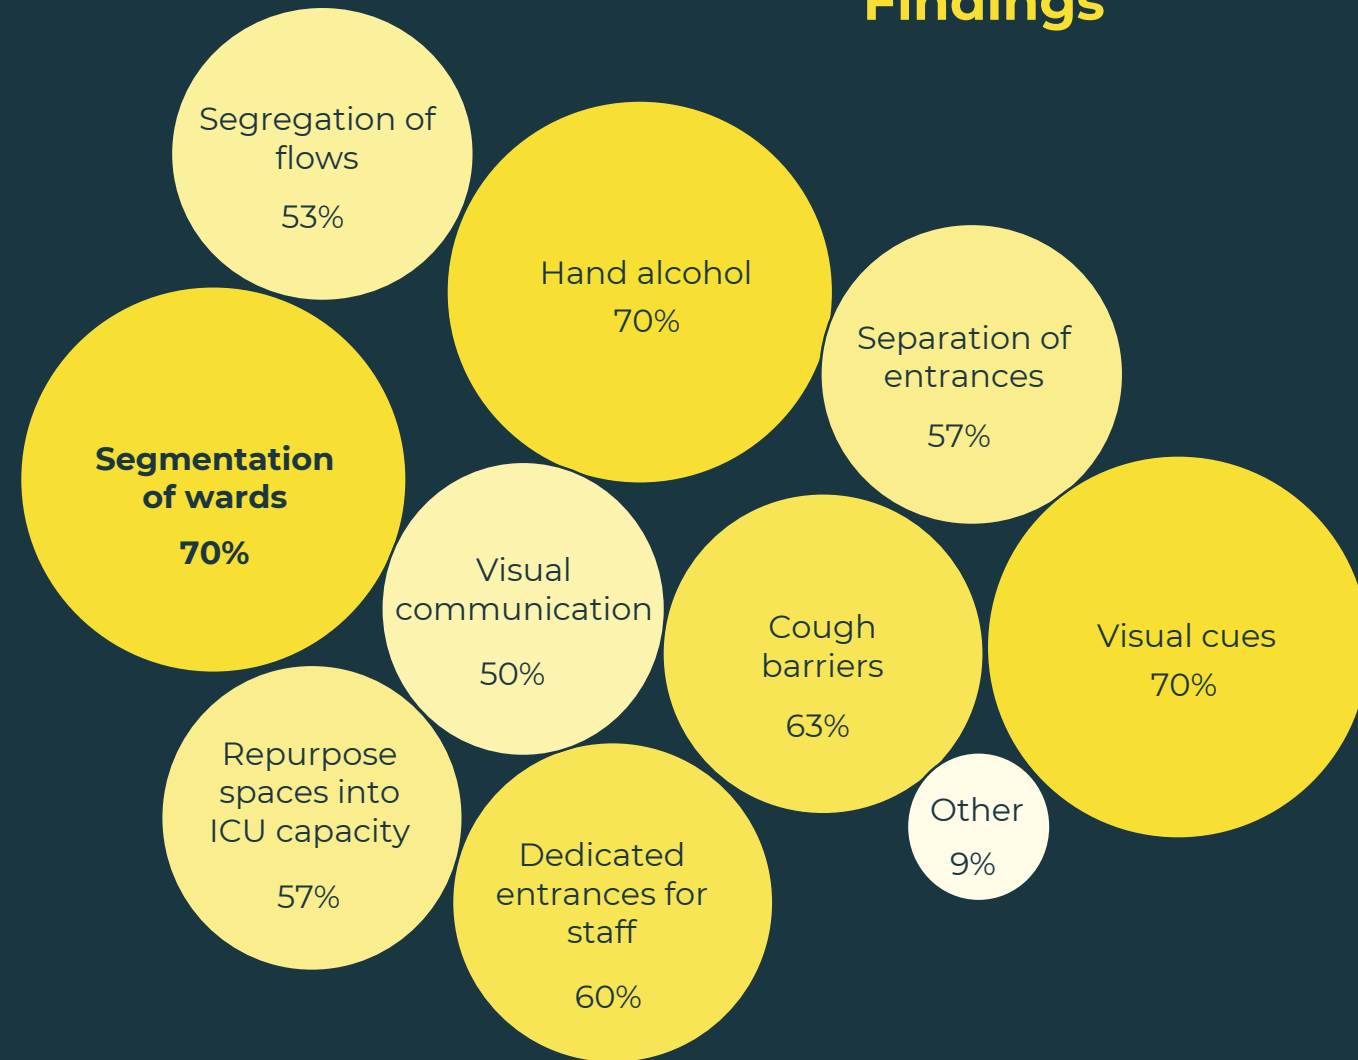 Findings
Segregation of
flows
53%
Hand alcohol
70%
Separation of
entrances
57%
Segmentation
of wards
70%
Visual
communication
50%
Cough
barriers
63%
Visual cues
70%
Repurpose
spaces into
ICU capacity
57%
Dedicated
entrances for
staff
60%
Other
9%